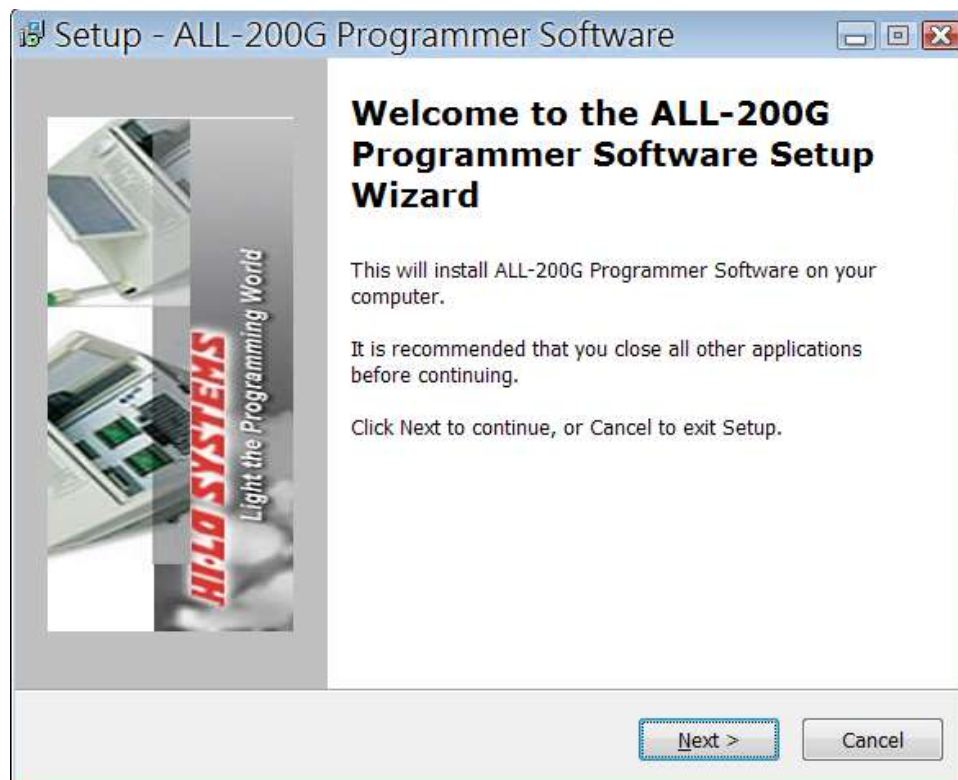 Setup - ALL-200G Programmer Software
Welcome to the ALL-200G
Programmer Software Setup
Wizard
This will install ALL-200G Programmer Software on your
computer.
It is recommended that you close all other applications
before continuing.
Click Next to continue, or Cancel to exit Setup.
HI-LO SYSTEMS
Light the Programming World
Next >
Cancel